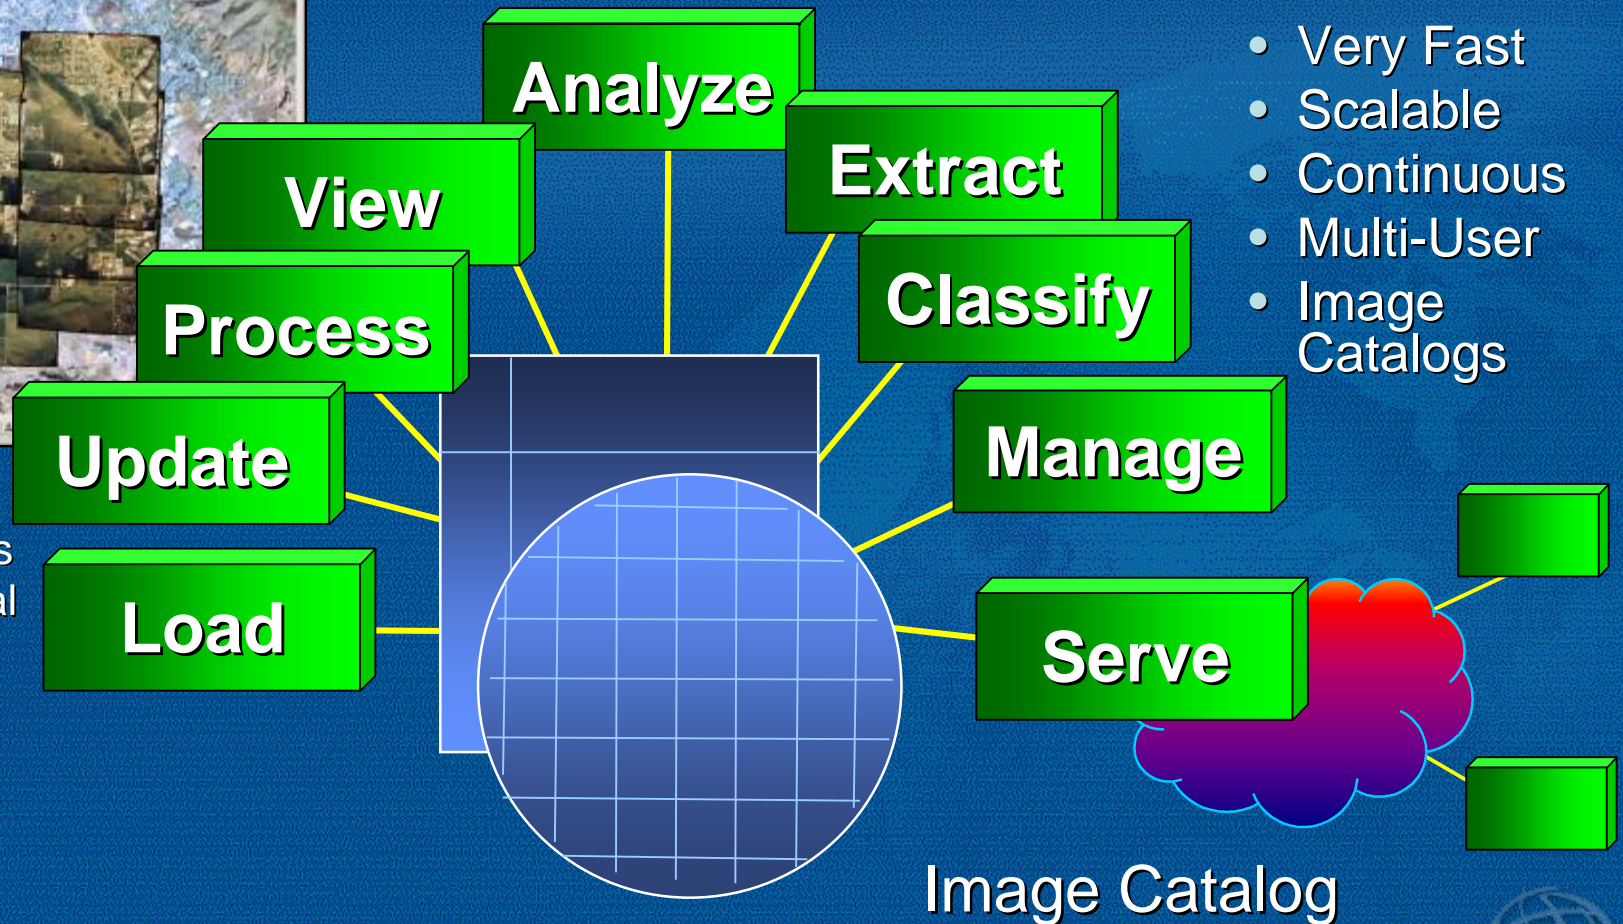 Analyze
View
Extract
Process
Classify
Update
Manage
Load
Serve
• Very Fast
• Scalable
• Continuous
• Multi-User
• Image
Catalogs
Image Catalog